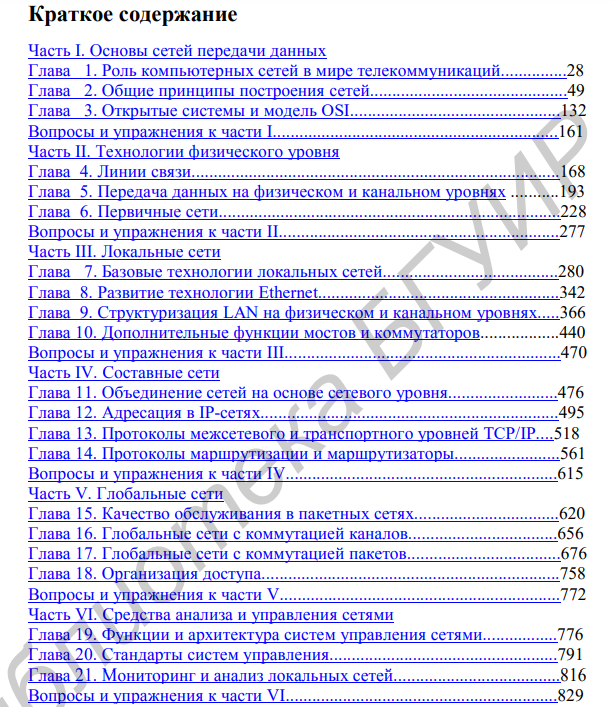 Краткое содержание
Часть I. Основы сетей передачи данных
Глава 1. Роль компьютерных сетей в мире телекоммуникаций...............28
Глава 2. Общие принципы построения сетей............................................49
Глава 3. Открытые системы и модель OSI...............................................132
Вопросы и упражнения к части I................................................................161
Часть II. Технологии физического уровня
Глава 4. Линии связи..................................................................................168
Глава 5. Передача данных на физическом и канальном уровнях ...........193
Глава 6. Первичные сети............................................................................228
Вопросы и упражнения к части II...............................................................277
Часть III. Локальные сети
Глава 7. Базовые технологии локальных сетей.......................................280
Глава 8. Развитие технологии Ethernet......................................................342
Глава 9. Структуризация LAN на физическом и канальном уровнях.....366
Глава 10. Дополнительные функции мостов и коммутаторов..................440
Вопросы и упражнения к части III..............................................................470
Часть IV. Составные сети
Глава 11. Объединение сетей на основе сетевого уровня.........................476
Глава 12. Адресация в IP-сетях...................................................................495
Глава 13. Протоколы межсетевого и транспортного уровней TCP/IP....518
Глава 14. Протоколы маршрутизации и маршрутизаторы........................561
Вопросы и упражнения к части IV.............................................................615
Часть V. Глобальные сети
Глава 15. Качество обслуживания в пакетных сетях................................620
Глава 16. Глобальные сети с коммутацией каналов.................................656
Глава 17. Глобальные сети с коммутацией пакетов..................................676
Глава 18. Организация доступа...................................................................758
Вопросы и упражнения к части V...............................................................772
Часть VI. Средства анализа и управления сетями
Глава 19. Функции и архитектура систем управления сетями.................776
Глава 20. Стандарты систем управления....................................................791
Глава 21. Мониторинг и анализ локальных сетей.....................................816
Вопросы и упражнения к части VI.............................................................829
блиотека БГУИР